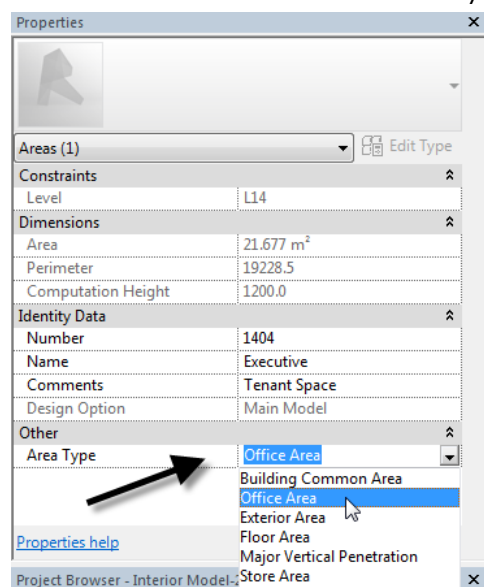 Properties
Areas (1) Edit Type
Constraints
Level L14
Dimensions
Area 21.677 m²
Perimeter 19228.5
Computation Height 1200.0
Identity Data
Number 1404
Name Executive
Comments Tenant Space
Design Option Main Model
Other
Area Type Office Area
Building Common Area
Office Area
Exterior Area
Floor Area
Properties help
Major Vertical Penetration
Project Browser - Interior Model-
Store Area